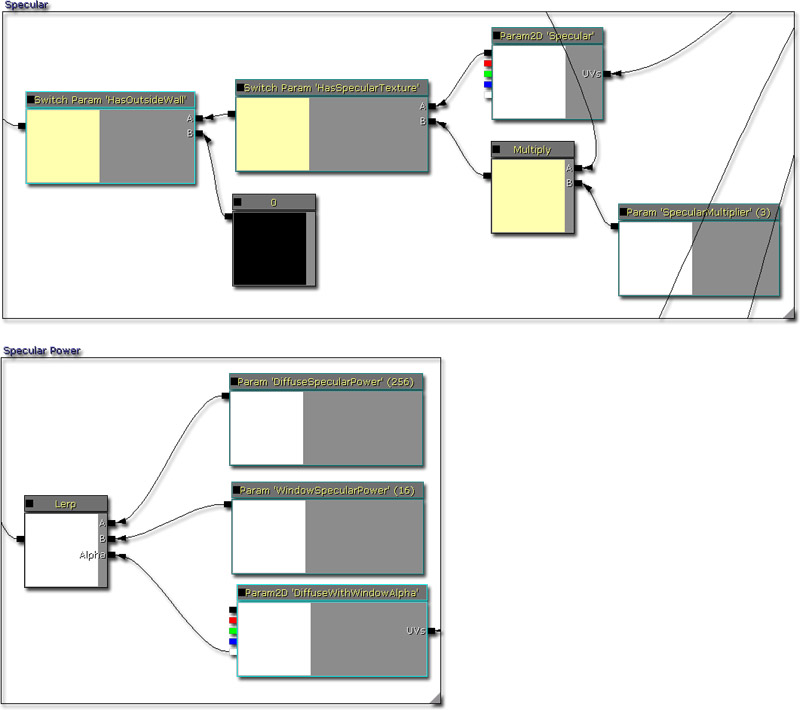 Specular
Param2D 'Specular'
UVs
Switch Param 'HasSpecularTexture'
A
B
Switch Param 'HasOutsideWall'
A
B
Multiply
A
B
0
Param 'SpecularMultiplier' (3)
Specular Power
Param 'DiffuseSpecularPower' (256)
Param 'WindowSpecularPower' (16)
Lerp
A
B
Alpha
Param2D 'DiffuseWithWindowAlpha'
UVs